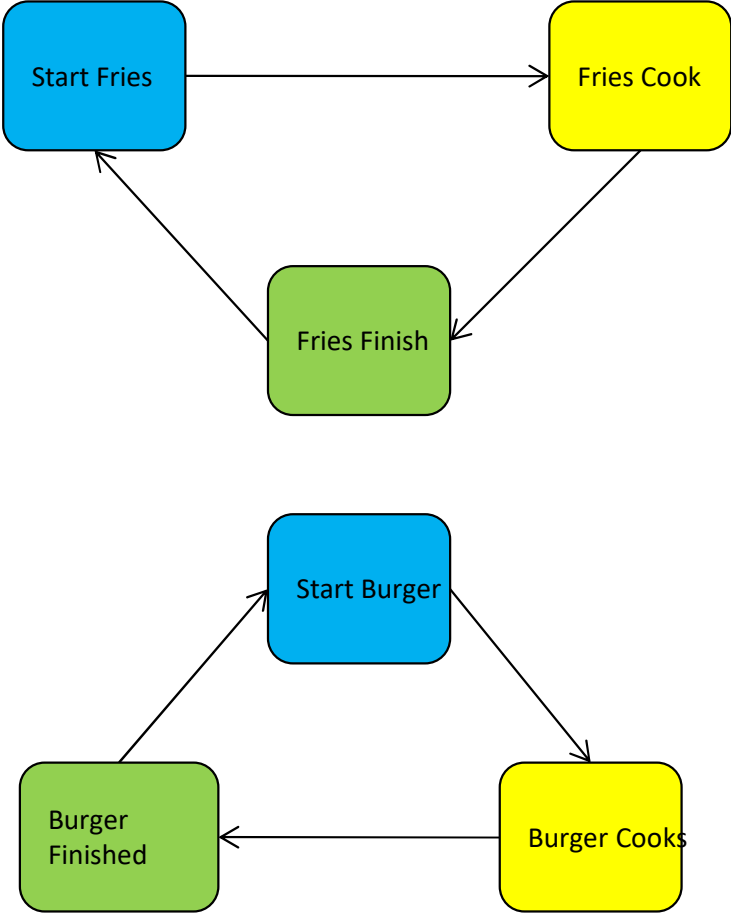 Start Fries
Fries Cook
Fries Finish
Start Burger
Burger
Finished
Burger Cooks